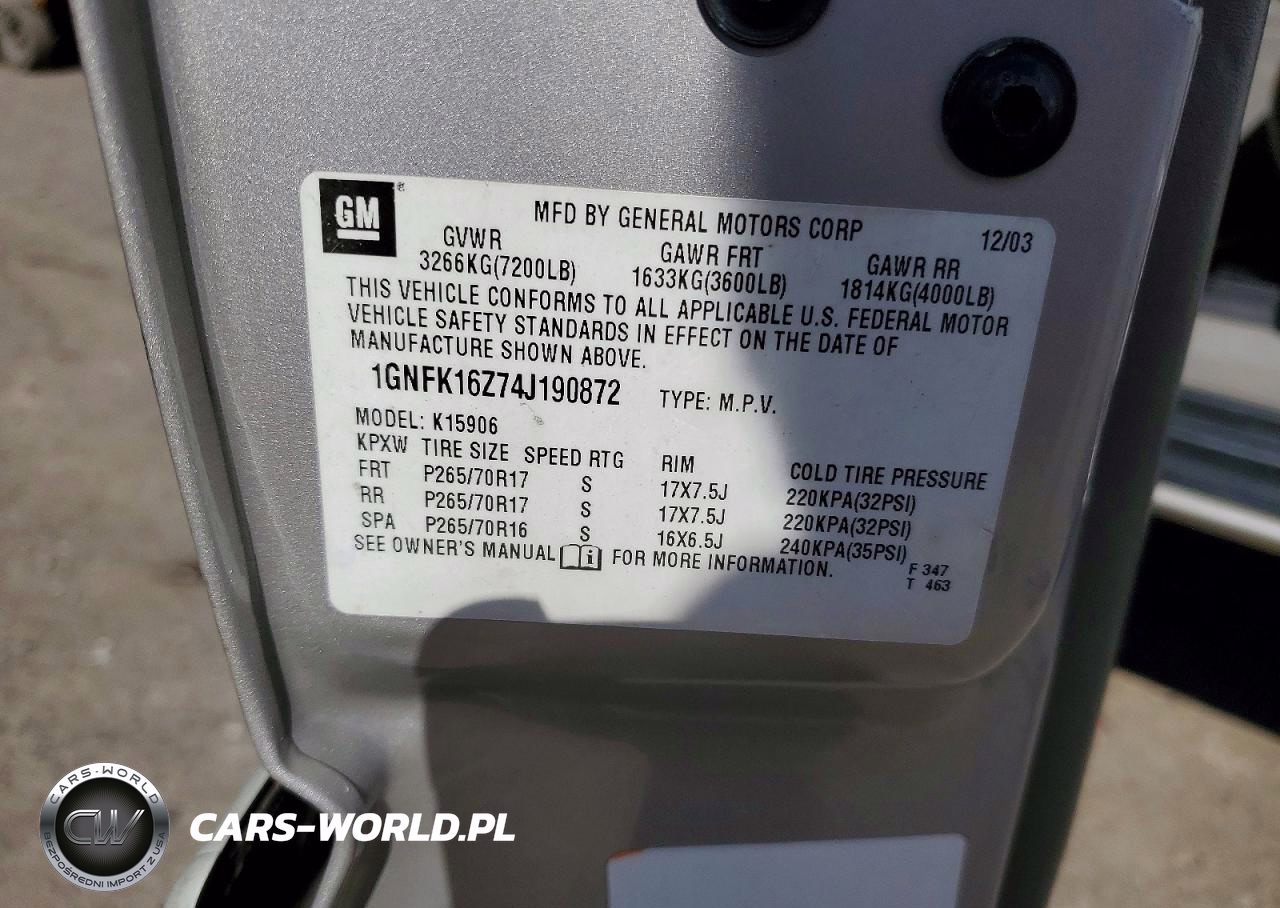 GM®
MFD BY GENERAL MOTORS CORP 12/03
GVWR GAWR FRT GAWR RR
3266KG(7200LB) 1633KG(3600LB) 1814KG(4000LB)
THIS VEHICLE CONFORMS TO ALL APPLICABLE U.S. FEDERAL MOTOR
VEHICLE SAFETY STANDARDS IN EFFECT ON THE DATE OF
MANUFACTURE SHOWN ABOVE.
1GNFK16Z74J190872 TYPE: M.P.V.
MODEL: K15906
KPXW TIRE SIZE SPEED RTG RIM COLD TIRE PRESSURE
FRT P265/70R17 S 17X7.5J 220KPA(32PSI)
RR P265/70R17 S 17X7.5J 220KPA(32PSI)
SPA P265/70R16 S 16X6.5J 240KPA(35PSI)
SEE OWNER'S MANUAL i FOR MORE INFORMATION.
F 347
T 463
CARS-WORLD
CW
BEZPOŚREDNI IMPORT Z USA
CARS-WORLD.PL